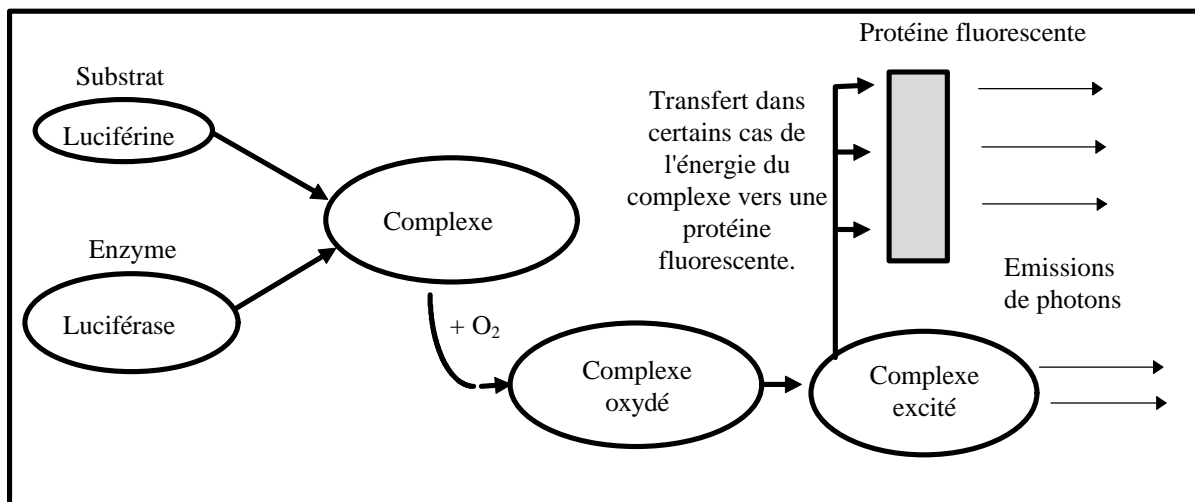 Protéine fluorescente
Substrat
Luciférine
Transfert dans
certains cas de
l'énergie du
complexe vers une
protéine
fluorescente.
Complexe
Enzyme
Luciférase
+ O₂
Emissions
de photons
Complexe
oxydé
Complexe
excité